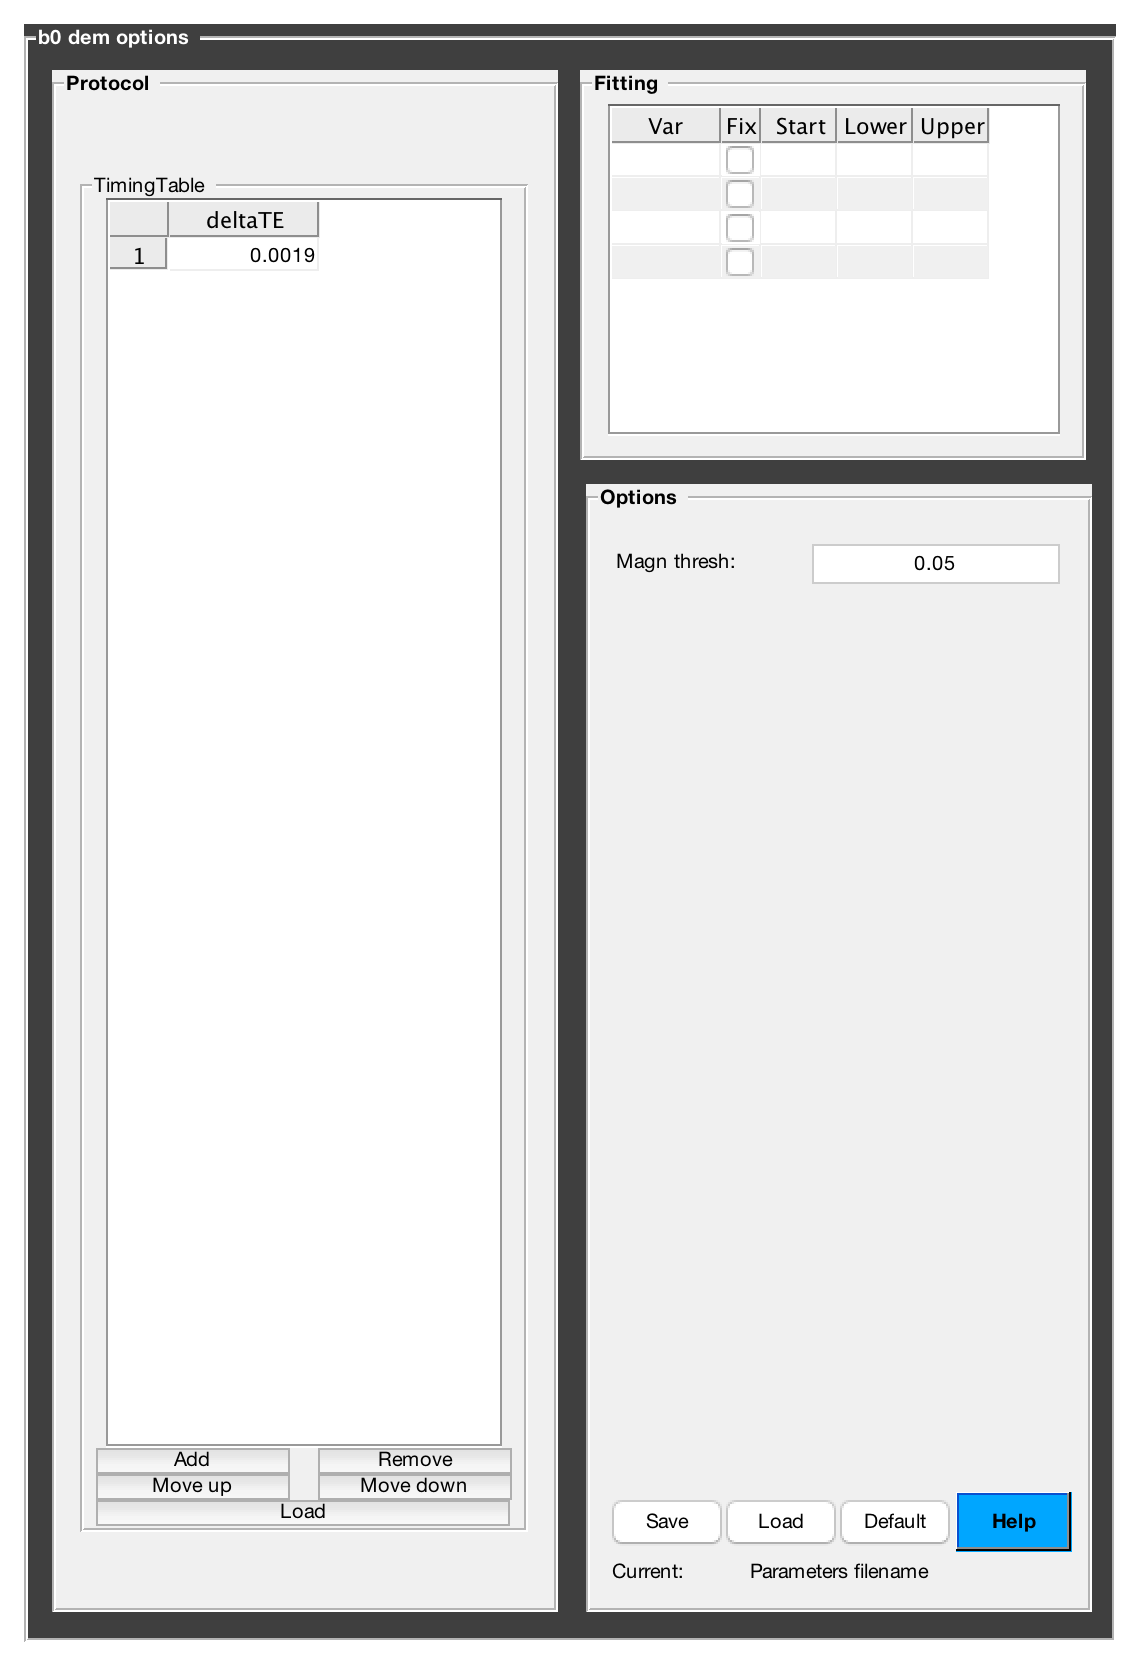 b0 dem options
Protocol
TimingTable
deltaTE
1 0.0019
Add Remove
Move up Move down
Load
Fitting
Var Fix Start Lower Upper
Options
Magn thresh: 0.05
Save Load Default Help
Current: Parameters filename